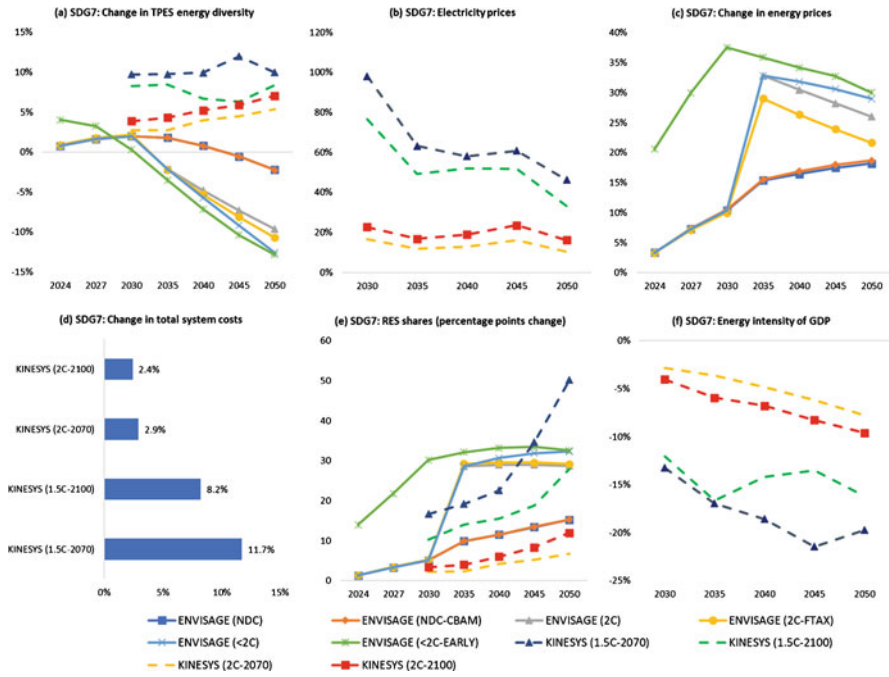 (a) SDG7: Change in TPES energy diversity
15%
10%
5%
0%
-5%
-10%
-15%
2024 2027 2030 2035 2040 2045 2050
(b) SDG7: Electricity prices
120%
100%
80%
60%
40%
20%
0%
2030 2035 2040 2045 2050
(c) SDG7: Change in energy prices
40%
35%
30%
25%
20%
15%
10%
5%
0%
2024 2027 2030 2035 2040 2045 2050
(d) SDG7: Change in total system costs
KINESYS (2C-2100) 2.4%
KINESYS (2C-2070) 2.9%
KINESYS (1.5C-2100) 8.2%
KINESYS (1.5C-2070) 11.7%
0% 5% 10% 15%
(e) SDG7: RES shares (percentage points change)
60
50
40
30
20
10
0
2024 2027 2030 2035 2040 2045 2050
(f) SDG7: Energy intensity of GDP
0%
-5%
-10%
-15%
-20%
-25%
2030 2035 2040 2045 2050
ENVISAGE (NDC) ENVISAGE (NDC-CBAM) ENVISAGE (2C) ENVISAGE (2C-FTAX)
ENVISAGE (<2C) ENVISAGE (<2C-EARLY) KINESYS (1.5C-2070) KINESYS (1.5C-2100)
KINESYS (2C-2070) KINESYS (2C-2100)